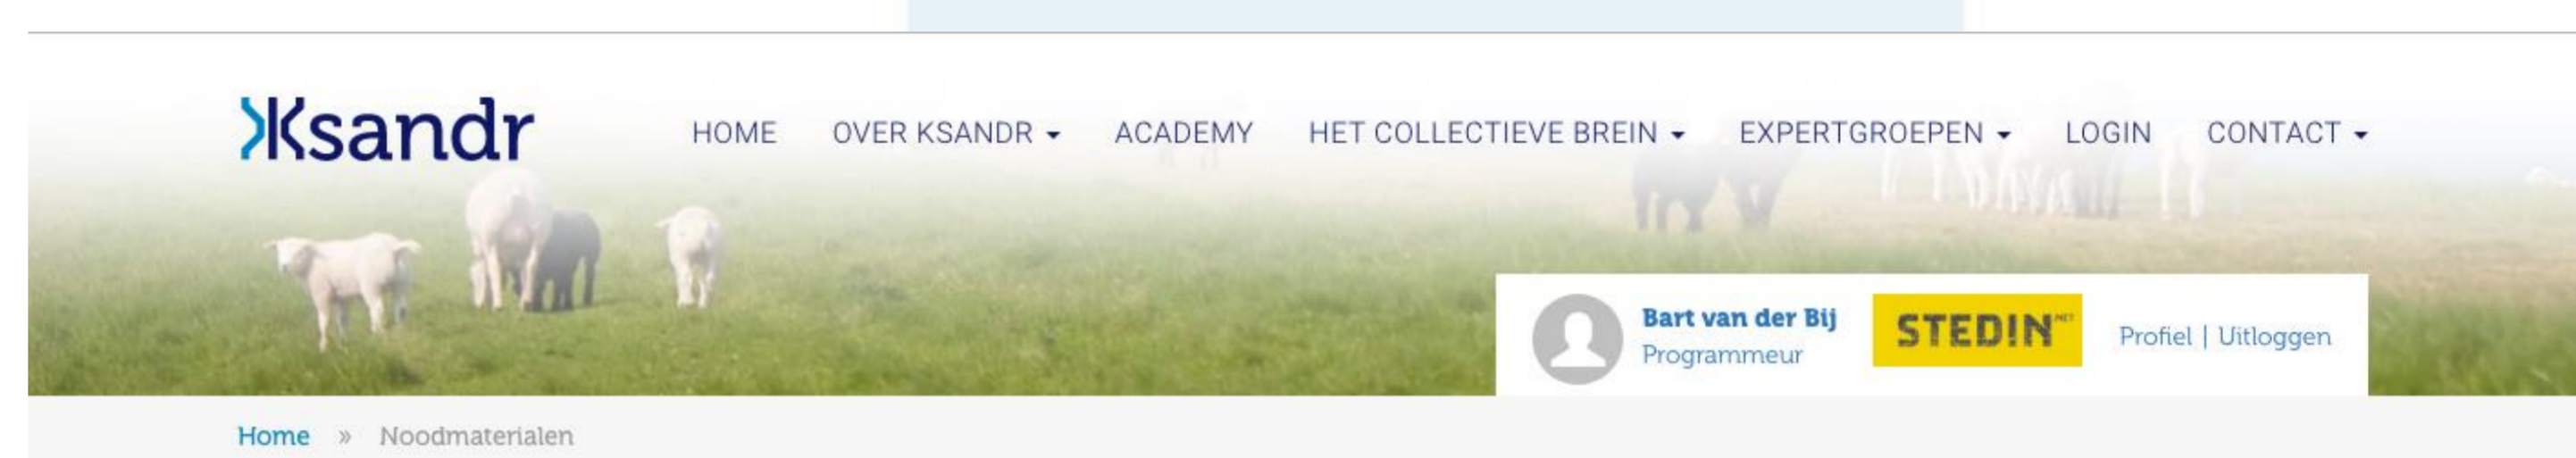 Ksandr
HOME OVER KSANDR ACADEMY HET COLLECTIEVE BREIN EXPERTGROEPEN LOGIN CONTACT
Bart van der Bij
Programmeur
STEDIN NET
Profiel | Uitloggen
Home » Noodmaterialen